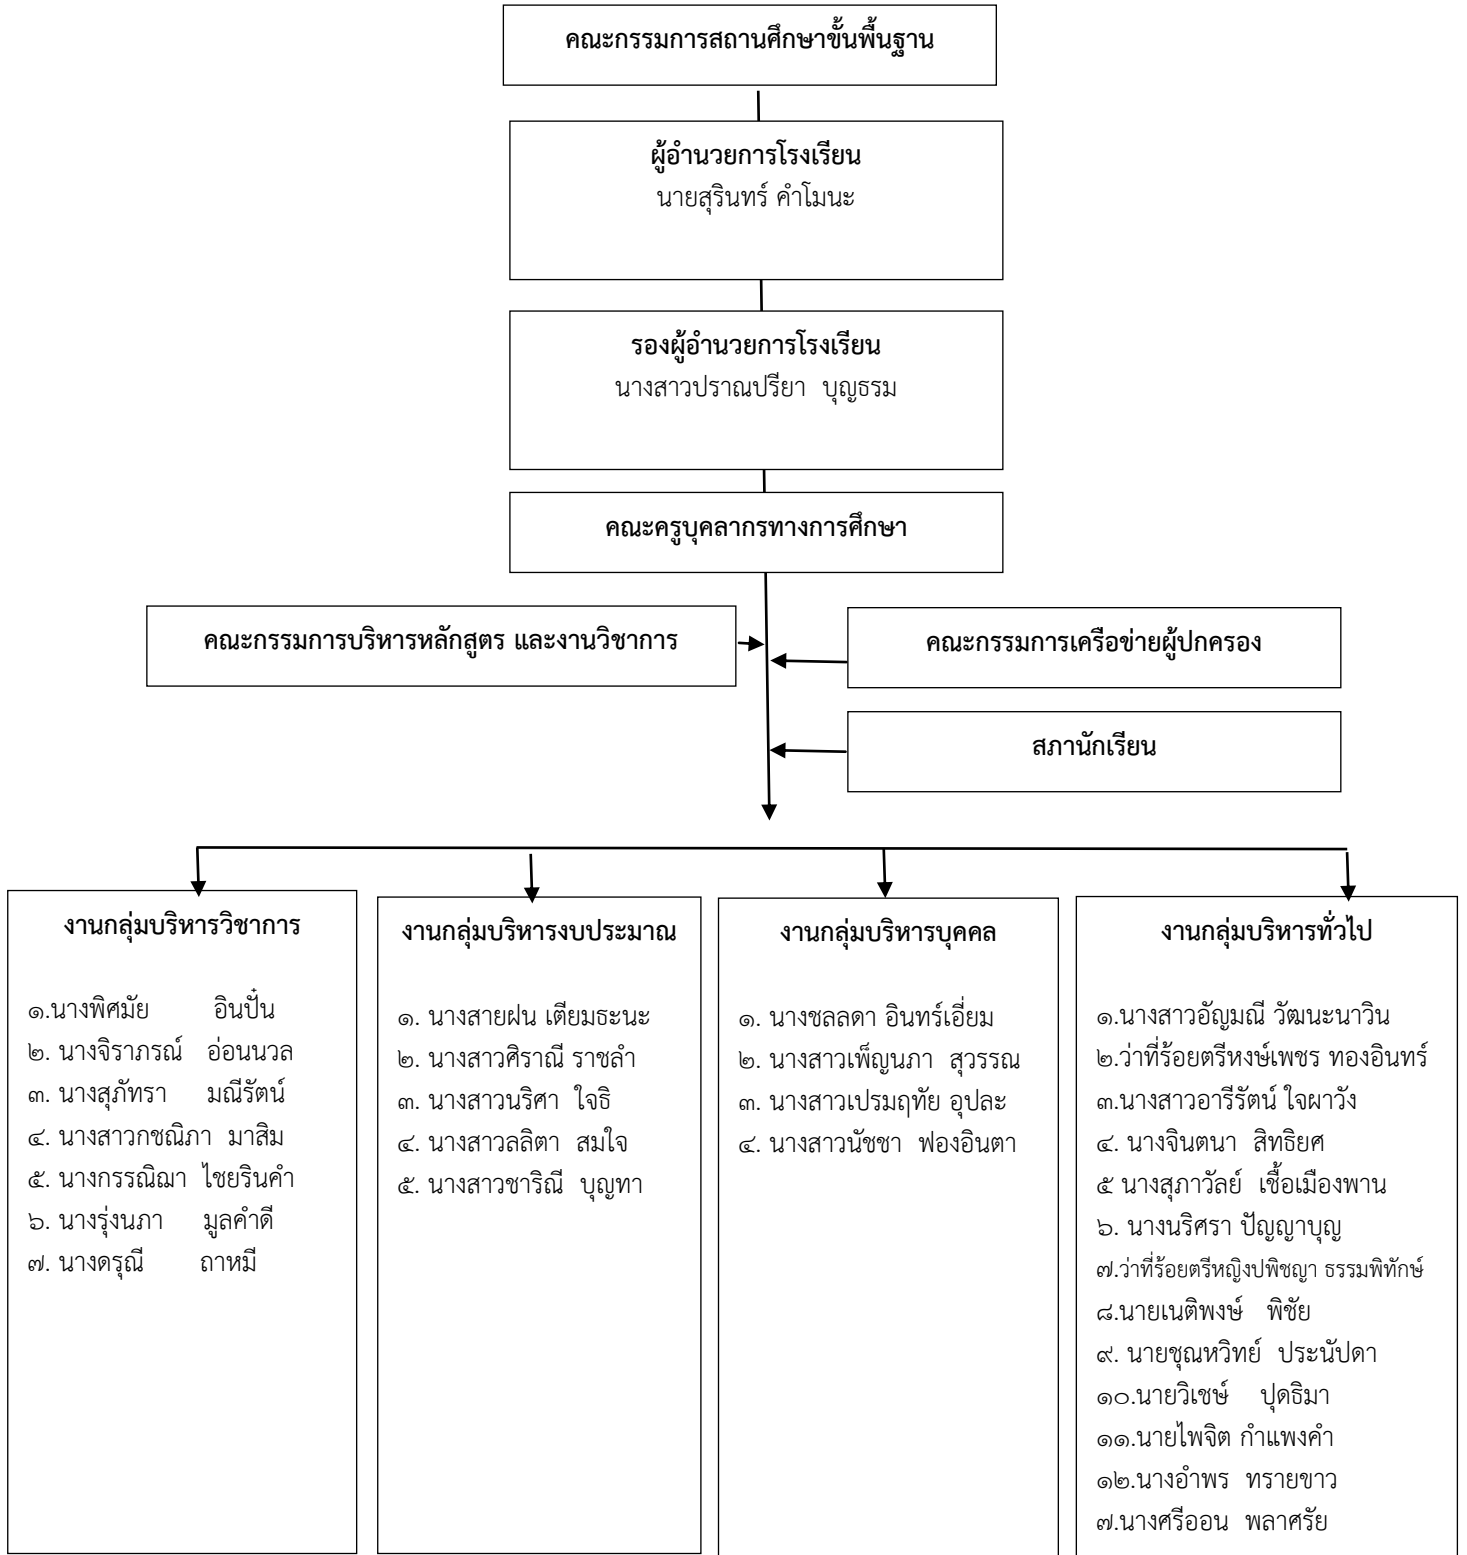 คณะกรรมการสถานศึกษาขั้นพื้นฐาน
ผู้อำนวยการโรงเรียน
นายสุรินทร์ คำโมนะ
รองผู้อำนวยการโรงเรียน
นางสาวปราณปรียา บุญธรม
คณะครูบุคลากรทางการศึกษา
คณะกรรมการบริหารหลักสูตร และงานวิชาการ
คณะกรรมการเครือข่ายผู้ปกครอง
สภานักเรียน
งานกลุ่มบริหารวิชาการ
๑.นางพิศมัย อินปั๋น
๒. นางจิราภรณ์ อ่อนนวล
๓. นางสุภัทรา มณีรัตน์
๔. นางสาวกชณิภา มาสิม
๕. นางกรรณิฌา ไชยรินคำ
๖. นางรุ่งนภา มูลคำดี
๗. นางดรุณี ถาหมี
งานกลุ่มบริหารงบประมาณ
๑. นางสายฝน เตียมธะนะ
๒. นางสาวศิราณี ราชลำ
๓. นางสาวนริศา ใจธิ
๔. นางสาวลลิตา สมใจ
๕. นางสาวชาริณี บุญทา
งานกลุ่มบริหารบุคคล
๑. นางชลลดา อินทร์เอี่ยม
๒. นางสาวเพ็ญนภา สุวรรณ
๓. นางสาวเปรมฤทัย อุปละ
๔. นางสาวนัชชา ฟองอินตา
งานกลุ่มบริหารทั่วไป
๑.นางสาวอัญมณี วัฒนะนาวิน
๒.ว่าที่ร้อยตรีหงษ์เพชร ทองอินทร์
๓.นางสาวอารีรัตน์ ใจผาวัง
๔. นางจินตนา สิทธิยศ
๕ นางสุภาวัลย์ เชื้อเมืองพาน
๖. นางนริศรา ปัญญาบุญ
๗.ว่าที่ร้อยตรีหญิงปพิชญา ธรรมพิทักษ์
๘.นายเนติพงษ์ พิชัย
๙. นายชุณหวิทย์ ประนัปดา
๑๐.นายวิเชษ์ ปุดธิมา
๑๑.นายไพจิต กำแพงคำ
๑๒.นางอำพร ทรายขาว
๗.นางศรีออน พลาศรัย